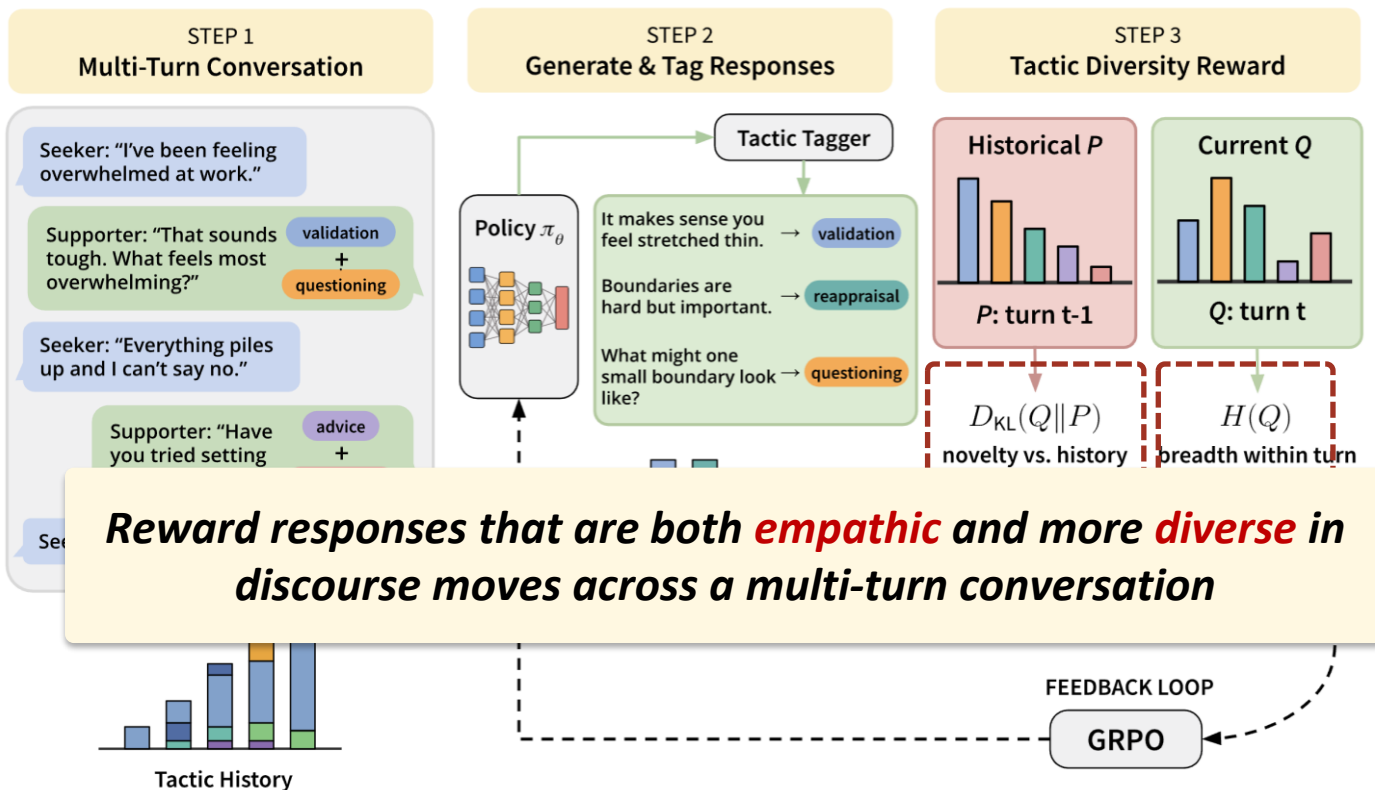 STEP 1
Multi-Turn Conversation
Seeker: “I’ve been feeling
overwhelmed at work.”
Supporter: “That sounds
tough. What feels most
overwhelming?”
validation
+
questioning
Seeker: “Everything piles
up and I can’t say no.”
Supporter: “Have
you tried setting
advice
+
STEP 2
Generate & Tag Responses
Tactic Tagger
Policy π_θ
It makes sense you
feel stretched thin.
→ validation
Boundaries are
hard but important.
→ reappraisal
What might one
small boundary look
like?
→ questioning
STEP 3
Tactic Diversity Reward
Historical P
P: turn t-1
Current Q
Q: turn t
D_KL(Q∥P)
novelty vs. history
H(Q)
breadth within turn
Reward responses that are both empathic and more diverse in
discourse moves across a multi-turn conversation
Tactic History
FEEDBACK LOOP
GRPO